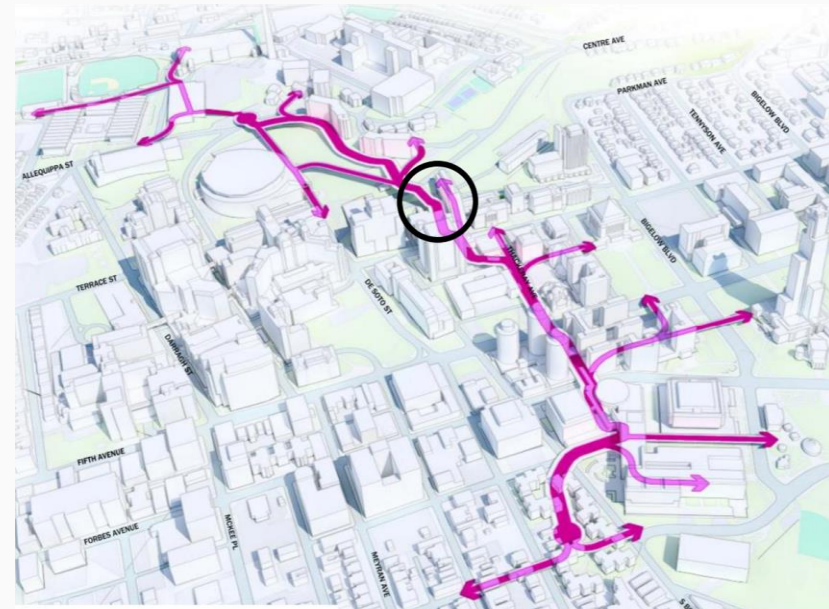 CENTRE AVE
PARKMAN AVE
BIGELOW BLVD
TENNYSON AVE
ALLEQUIPPA ST
BIGELOW BLVD
TERRACE ST
DE SOTO ST
DARRAGH ST
FIFTH AVENUE
FORBES AVENUE
MCKEE PL
MEYRAN AVE